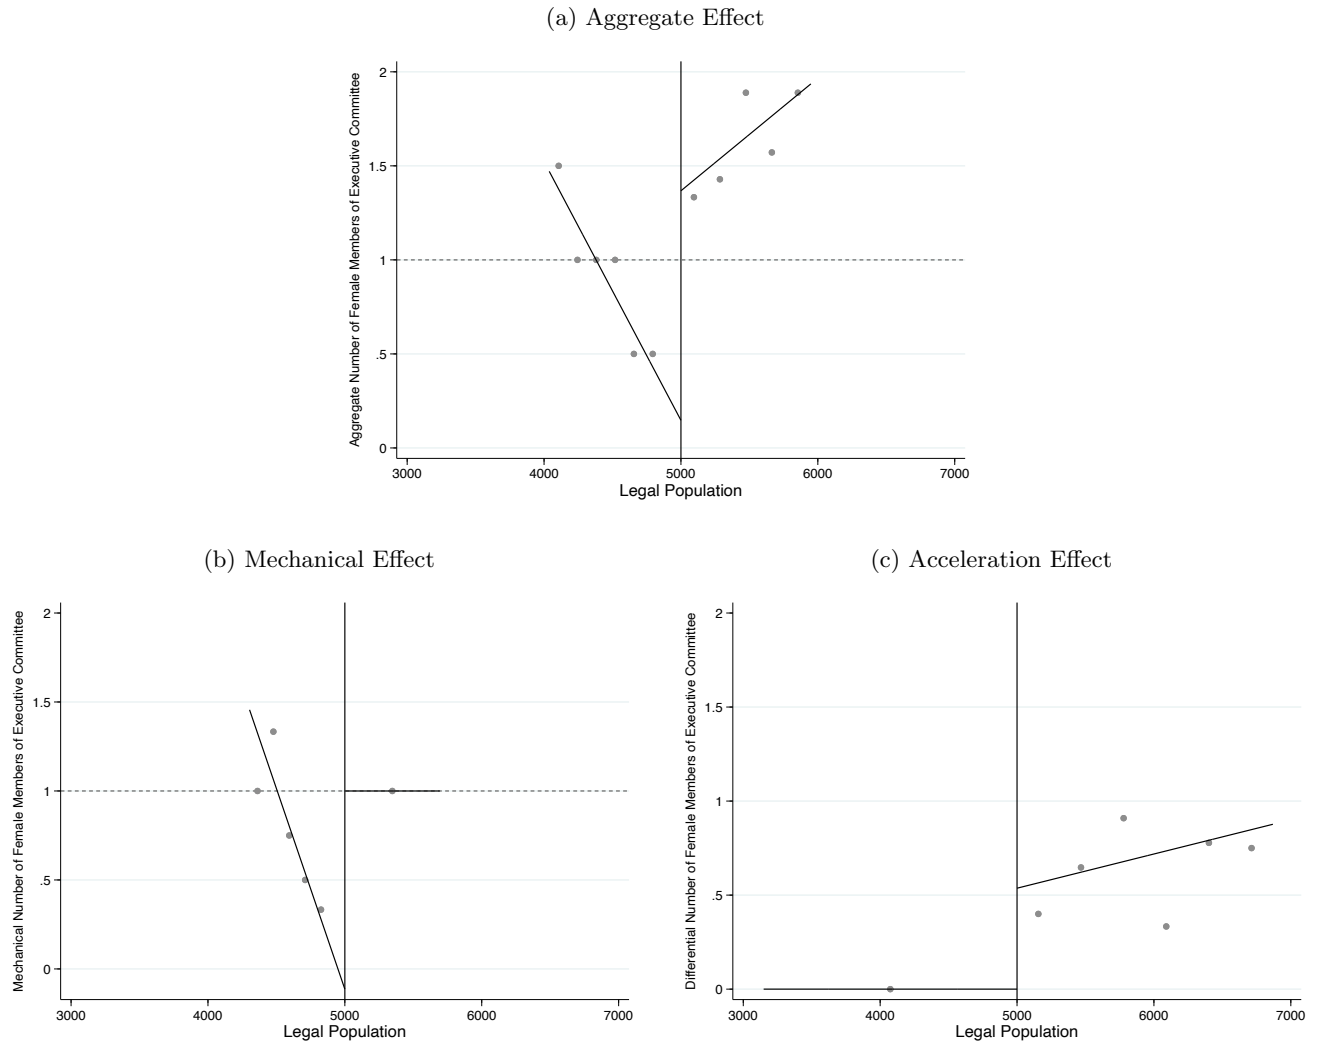 (a) Aggregate Effect
Aggregate Number of Female Members of Executive Committee
2
1.5
1
.5
0
3000 4000 5000 6000 7000
Legal Population
(b) Mechanical Effect
Mechanical Number of Female Members of Executive Committee
2
1.5
1
.5
0
3000 4000 5000 6000 7000
Legal Population
(c) Acceleration Effect
Differential Number of Female Members of Executive Committee
2
1.5
1
.5
0
3000 4000 5000 6000 7000
Legal Population